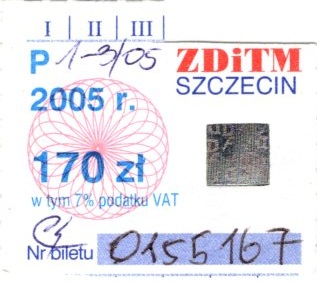 I II III
P 1-3/05 ZDiTM
SZCZECIN
2005 r.
170 zł
w tym 7% podatku VAT
Nr biletu 0155167